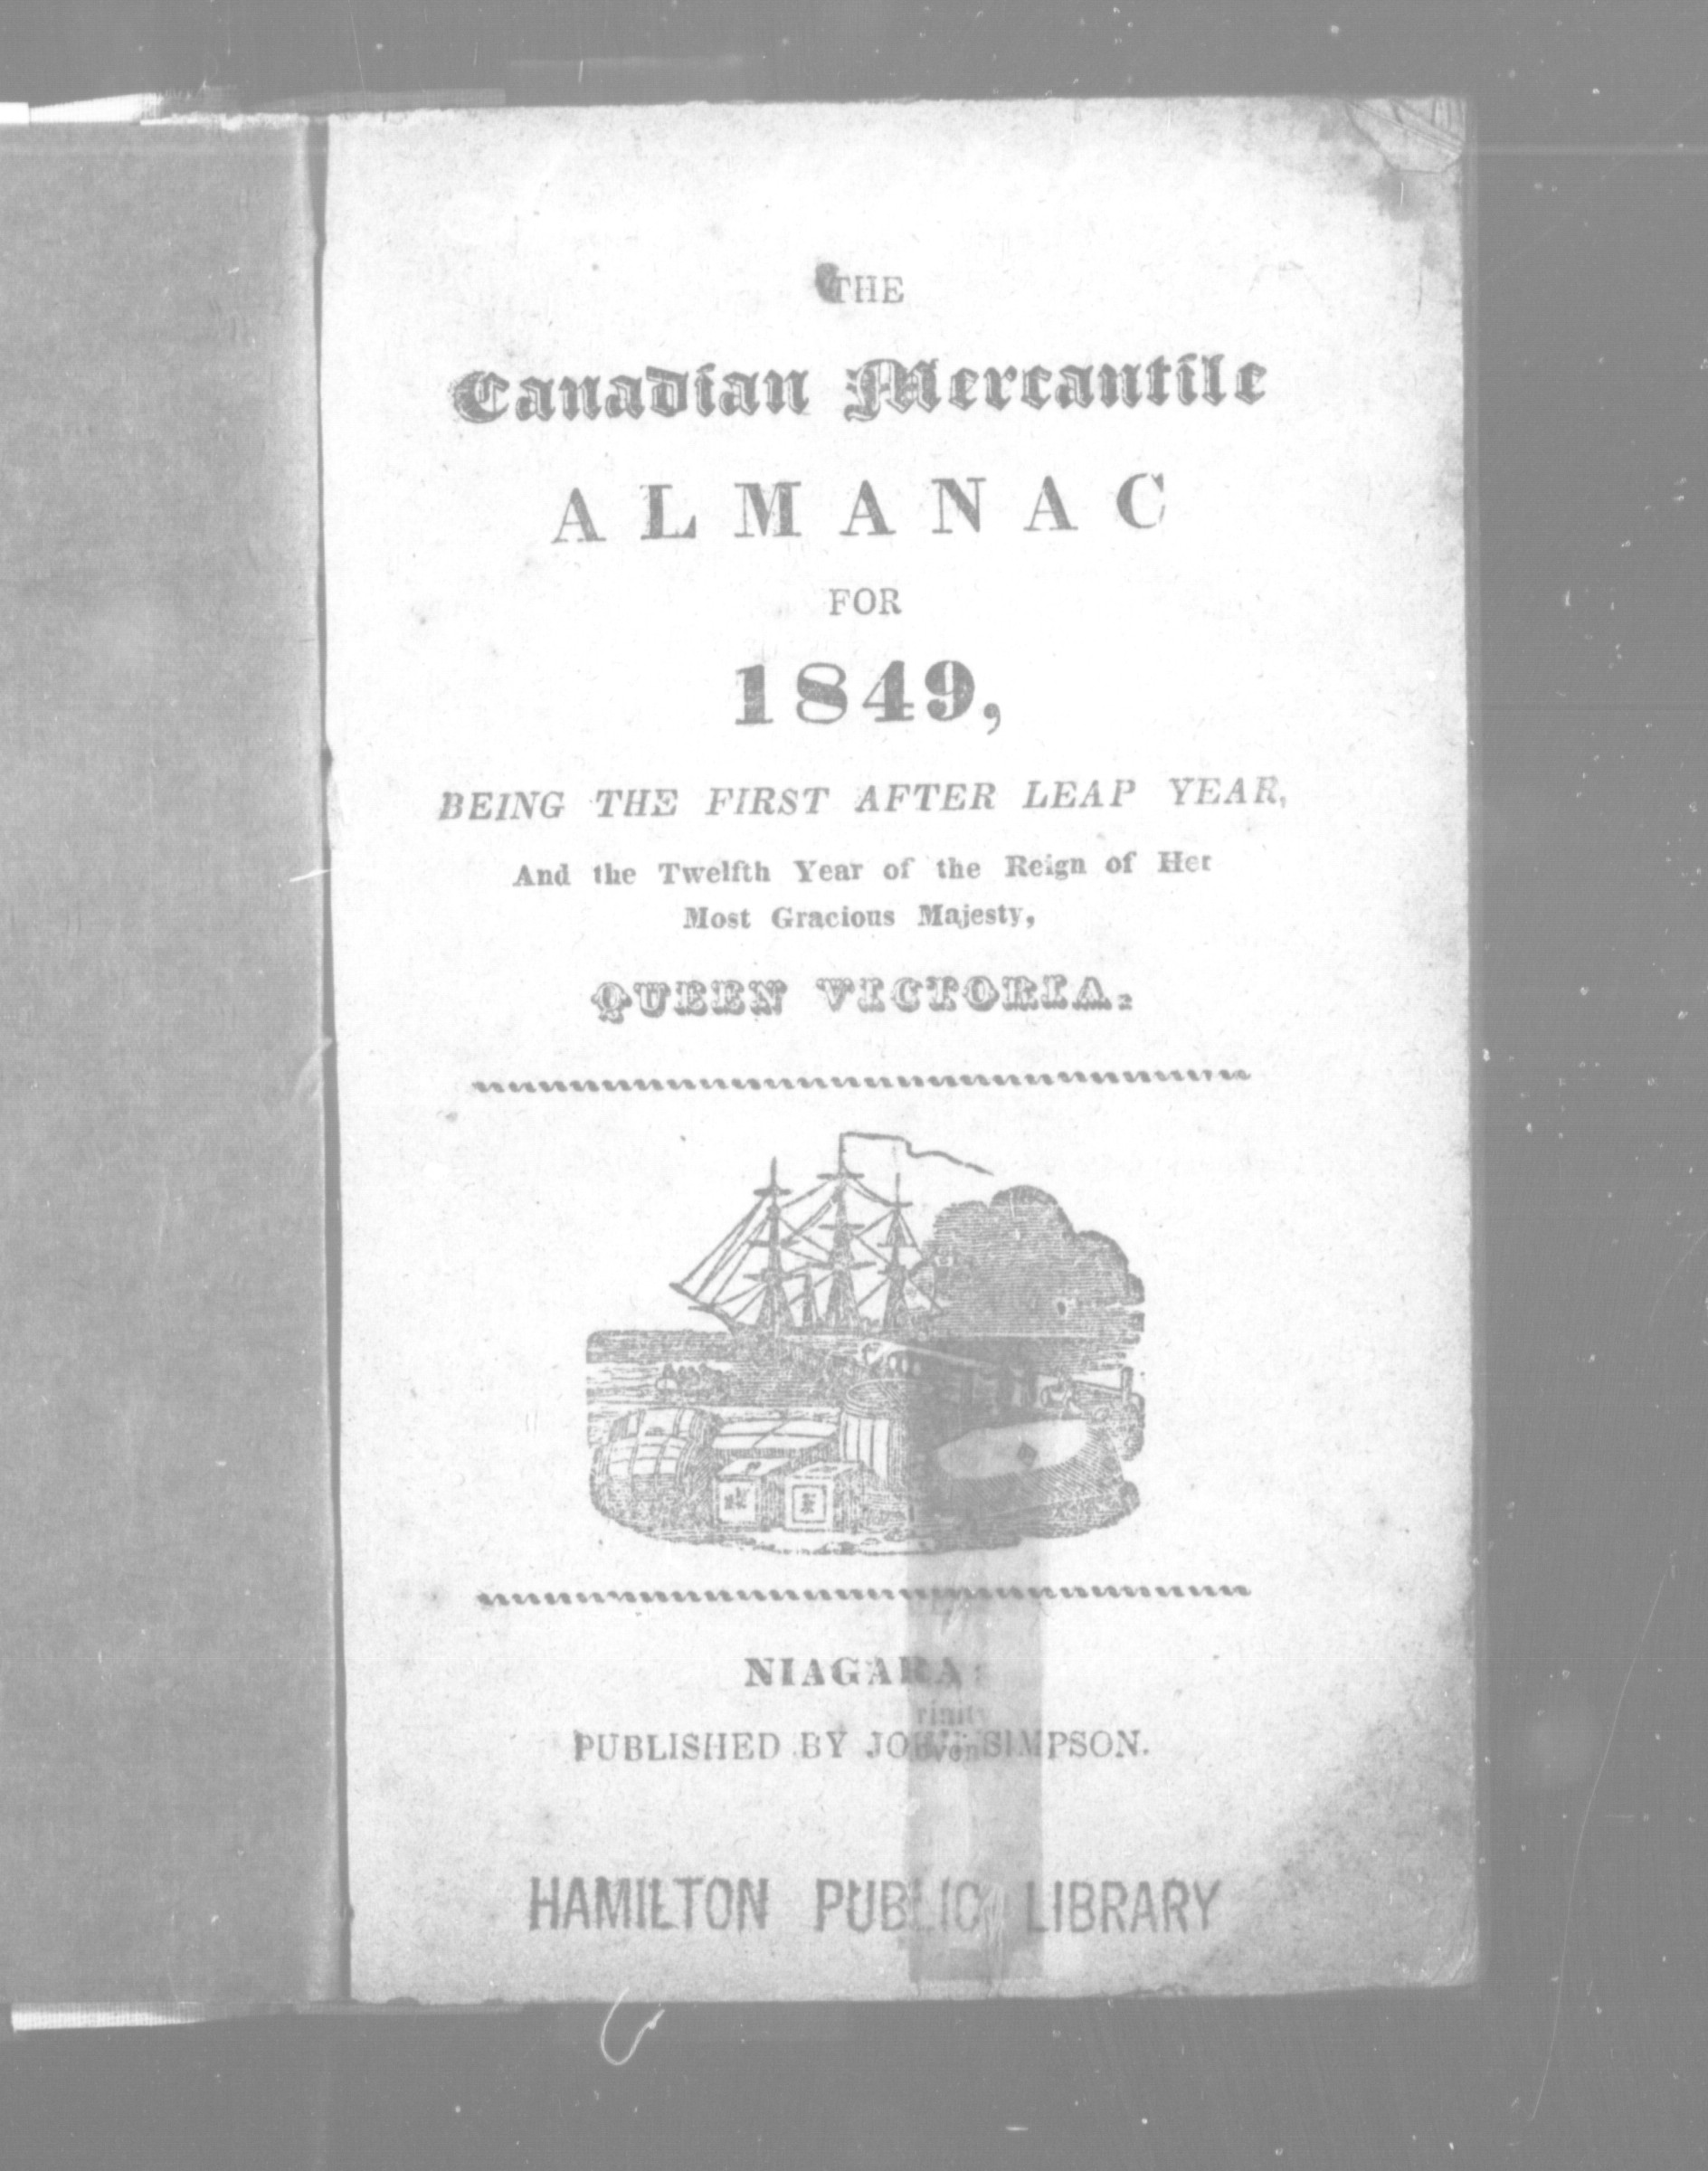 THE
Canadian Mercantile
ALMANAC
FOR
1849,
BEING THE FIRST AFTER LEAP YEAR,
And the Twelfth Year of the Reign of Her
Most Gracious Majesty,
QUEEN VICTORIA.
NIAGARA:
rinity
PUBLISHED BY JOHN SIMPSON.
HAMILTON PUBLIC LIBRARY